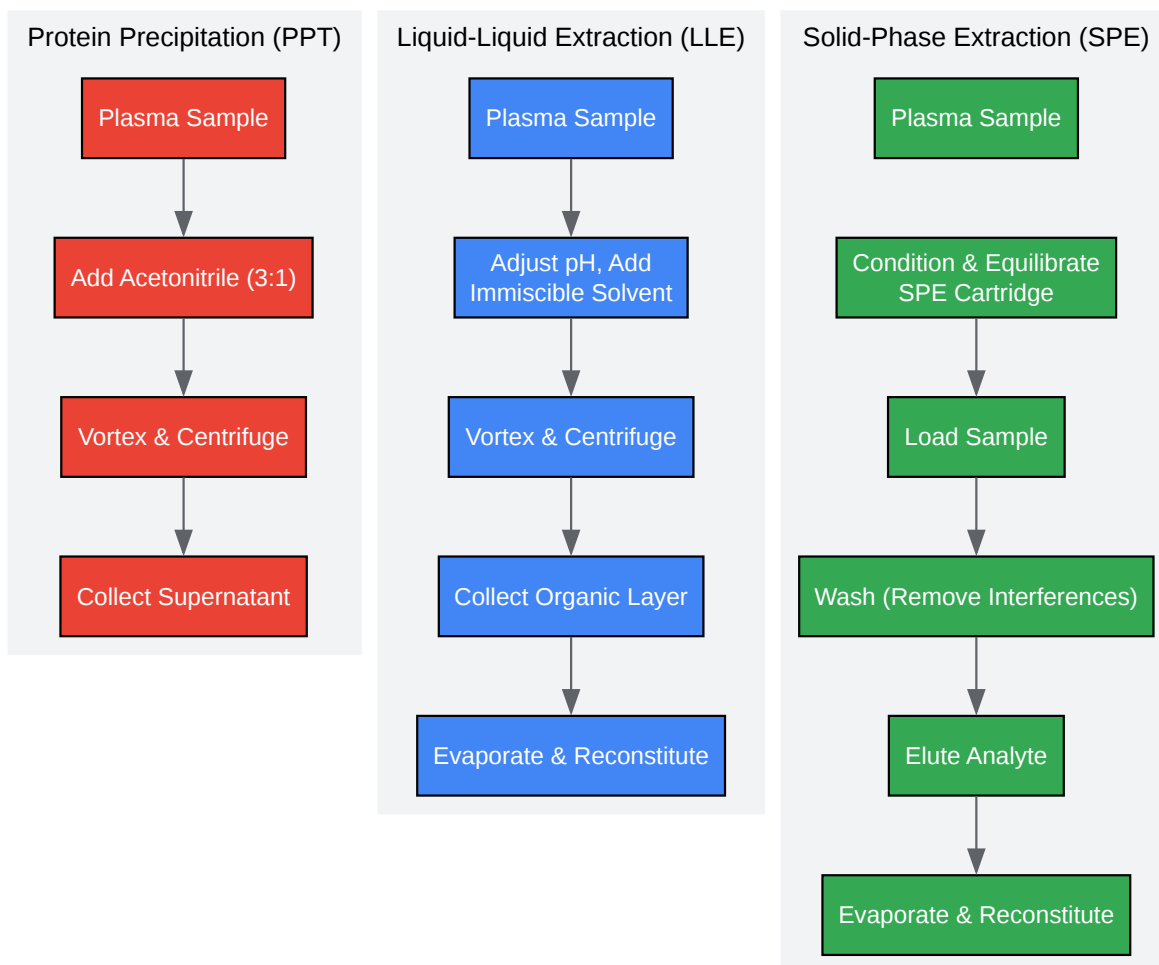 Protein Precipitation (PPT)
Plasma Sample
Add Acetonitrile (3:1)
Vortex & Centrifuge
Collect Supernatant
Liquid-Liquid Extraction (LLE)
Plasma Sample
Adjust pH, Add
Immiscible Solvent
Vortex & Centrifuge
Collect Organic Layer
Evaporate & Reconstitute
Solid-Phase Extraction (SPE)
Plasma Sample
Condition & Equilibrate
SPE Cartridge
Load Sample
Wash (Remove Interferences)
Elute Analyte
Evaporate & Reconstitute